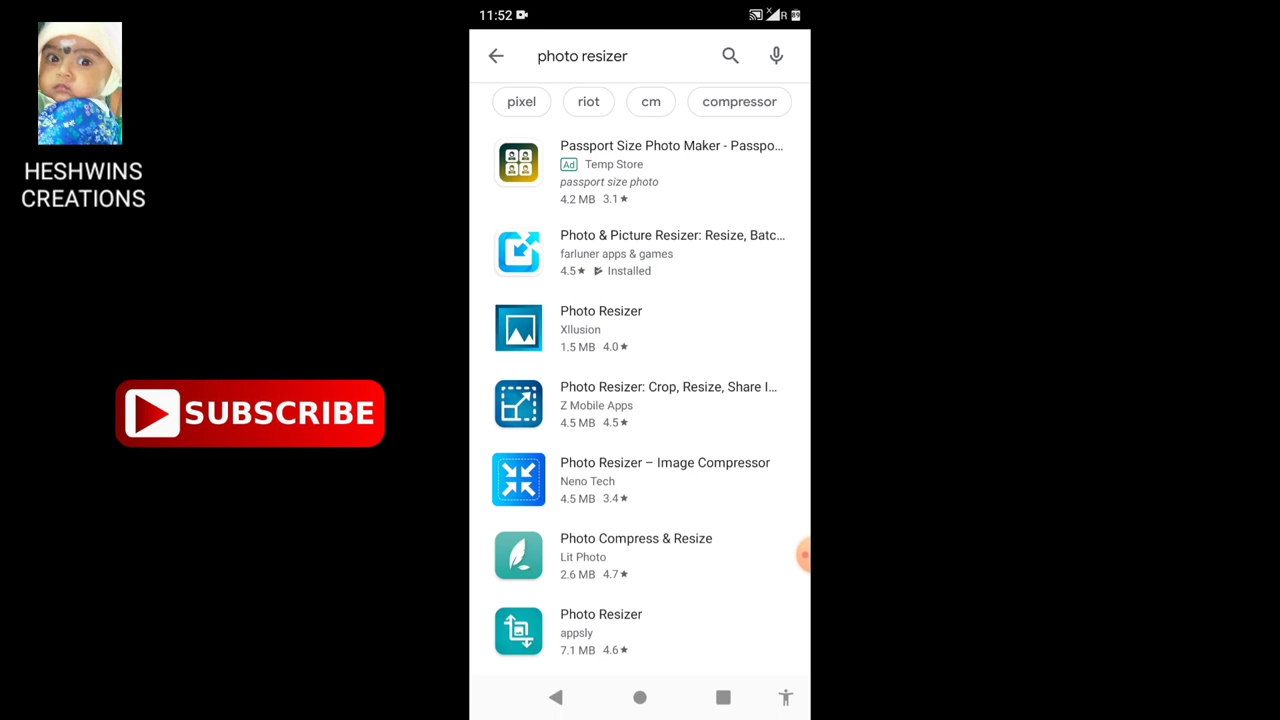 HESHWINS
CREATIONS
SUBSCRIBE
11:52
R
photo resizer
pixel
riot
cm
compressor
Passport Size Photo Maker - Passpo...
Ad Temp Store
passport size photo
4.2 MB 3.1★
Photo & Picture Resizer: Resize, Batc...
farluner apps & games
4.5★ Installed
Photo Resizer
Xllusion
1.5 MB 4.0★
Photo Resizer: Crop, Resize, Share I...
Z Mobile Apps
4.5 MB 4.5★
Photo Resizer – Image Compressor
Neno Tech
4.5 MB 3.4★
Photo Compress & Resize
Lit Photo
2.6 MB 4.7★
Photo Resizer
appsly
7.1 MB 4.6★